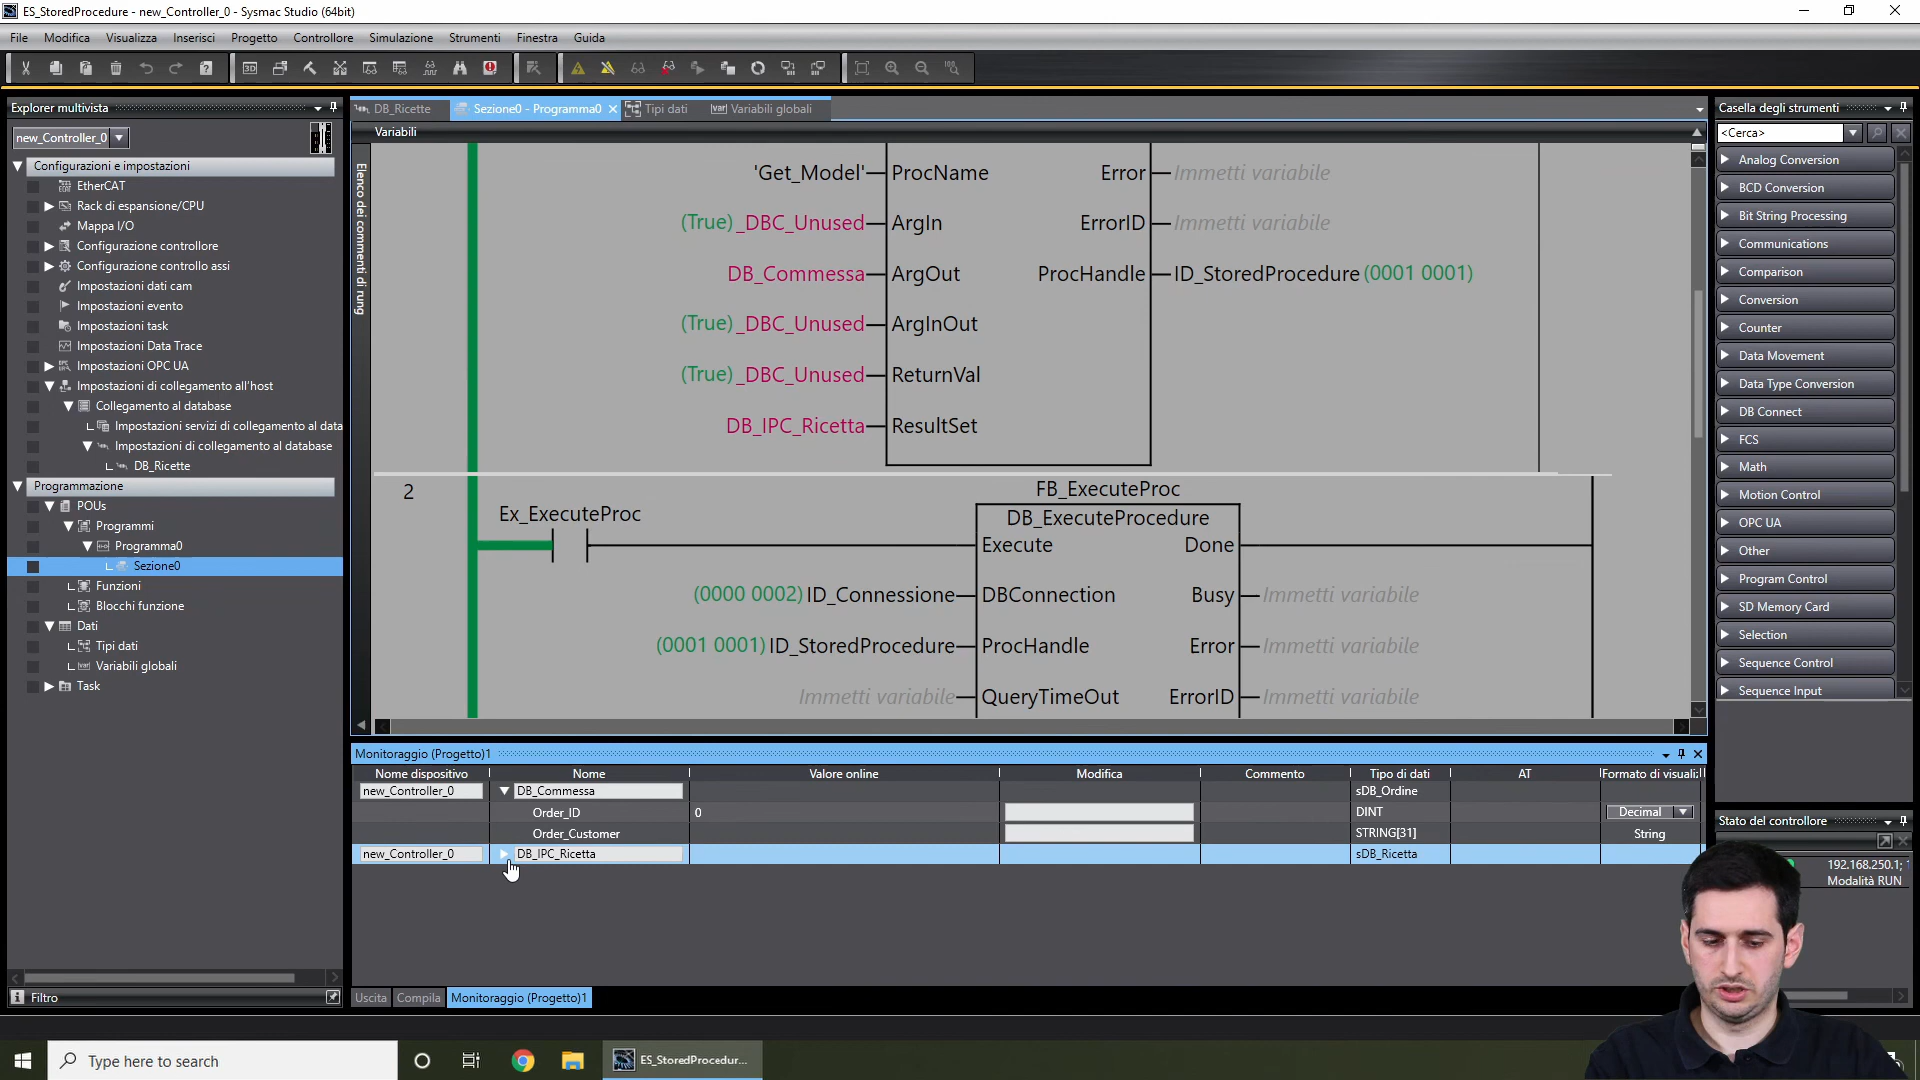 ES_StoredProcedure - new_Controller_0 - Sysmac Studio (64bit)
File Modifica Visualizza Inserisci Progetto Controllore Simulazione Strumenti Finestra Guida
Explorer multivista
new_Controller_0
Configurazioni e impostazioni
EtherCAT
Rack di espansione/CPU
Mappa I/O
Configurazione controllore
Configurazione controllo assi
Impostazioni dati cam
Impostazioni evento
Impostazioni task
Impostazioni Data Trace
Impostazioni OPC UA
Impostazioni di collegamento all'host
Collegamento al database
Impostazioni servizi di collegamento al data
Impostazioni di collegamento al database
DB_Ricette
Programmazione
POUs
Programmi
Programma0
Sezione0
Funzioni
Blocchi funzione
Dati
Tipi dati
Variabili globali
Task
Filtro
DB_Ricette Sezione0 - Programma0 Tipi dati Variabili globali
Variabili
Elenco dei commenti di rung
'Get_Model' ProcName Error Immetti variabile
(True) _DBC_Unused ArgIn ErrorID Immetti variabile
DB_Commessa ArgOut ProcHandle ID_StoredProcedure (0001 0001)
(True) _DBC_Unused ArgInOut
(True) _DBC_Unused ReturnVal
DB_IPC_Ricetta ResultSet
2
FB_ExecuteProc
Ex_ExecuteProc DB_ExecuteProcedure
Execute Done
(0000 0002) ID_Connessione DBConnection Busy Immetti variabile
(0001 0001) ID_StoredProcedure ProcHandle Error Immetti variabile
Immetti variabile QueryTimeOut ErrorID Immetti variabile
Monitoraggio (Progetto)1
Nome dispositivo Nome Valore online Modifica Commento Tipo di dati AT Formato di visuali
new_Controller_0 DB_Commessa sDB_Ordine
Order_ID 0 DINT Decimal
Order_Customer STRING[31] String
new_Controller_0 DB_IPC_Ricetta sDB_Ricetta
Uscita Compila Monitoraggio (Progetto)1
Casella degli strumenti
<Cerca>
Analog Conversion
BCD Conversion
Bit String Processing
Communications
Comparison
Conversion
Counter
Data Movement
Data Type Conversion
DB Connect
FCS
Math
Motion Control
OPC UA
Other
Program Control
SD Memory Card
Selection
Sequence Control
Sequence Input
Stato del controllore
192.168.250.1;
Modalità RUN
Type here to search
ES_StoredProcedur...